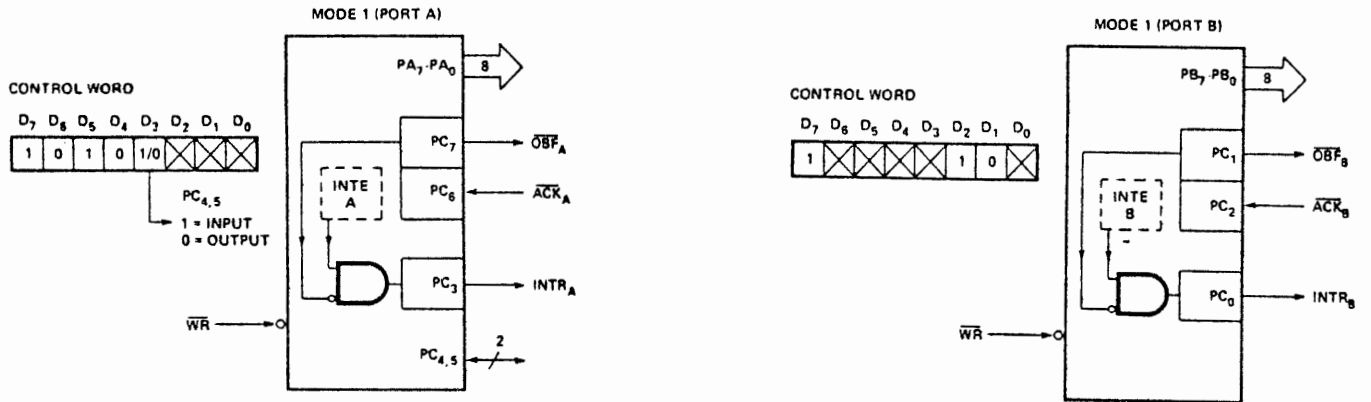 MODE 1 (PORT A)
PA7-PA0
8
CONTROL WORD
D7 D6 D5 D4 D3 D2 D1 D0
1 0 1 0 1/0
PC4,5
1 = INPUT
0 = OUTPUT
PC7
OBFA
INTE
A
PC6
ACKA
PC3
INTRA
WR
PC4,5
2
MODE 1 (PORT B)
PB7-PB0
8
CONTROL WORD
D7 D6 D5 D4 D3 D2 D1 D0
1 1 0
PC1
OBFB
INTE
B
PC2
ACKB
PC0
INTRB
WR